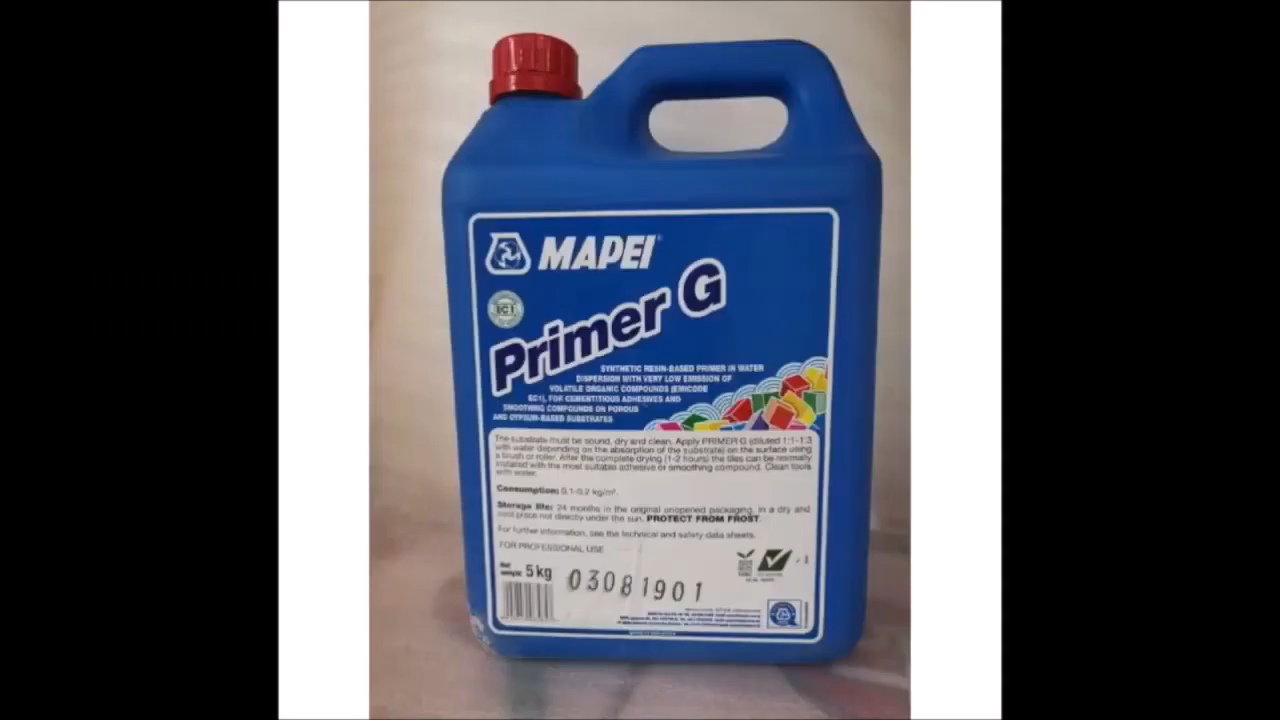 MAPEI
EC1
Primer G
SYNTHETIC RESIN-BASED PRIMER IN WATER
DISPERSION WITH VERY LOW EMISSION OF
VOLATILE ORGANIC COMPOUNDS (EMICODE
EC1), FOR CEMENTITIOUS ADHESIVES AND
SMOOTHING COMPOUNDS ON POROUS
AND GYPSUM-BASED SUBSTRATES
The substrate must be sound, dry and clean. Apply PRIMER G (diluted 1:1-1:3
with water depending on the absorption of the substrate) on the surface using
a brush or roller. After the complete drying (1-2 hours) the tiles can be normally
installed with the most suitable adhesive or smoothing compound. Clean tools
with water.
Consumption: 0.1-0.2 kg/m².
Storage life: 24 months in the original unopened packaging, in a dry and
cool place not directly under the sun. PROTECT FROM FROST.
For further information, see the technical and safety data sheets.
FOR PROFESSIONAL USE
5 kg
03081901